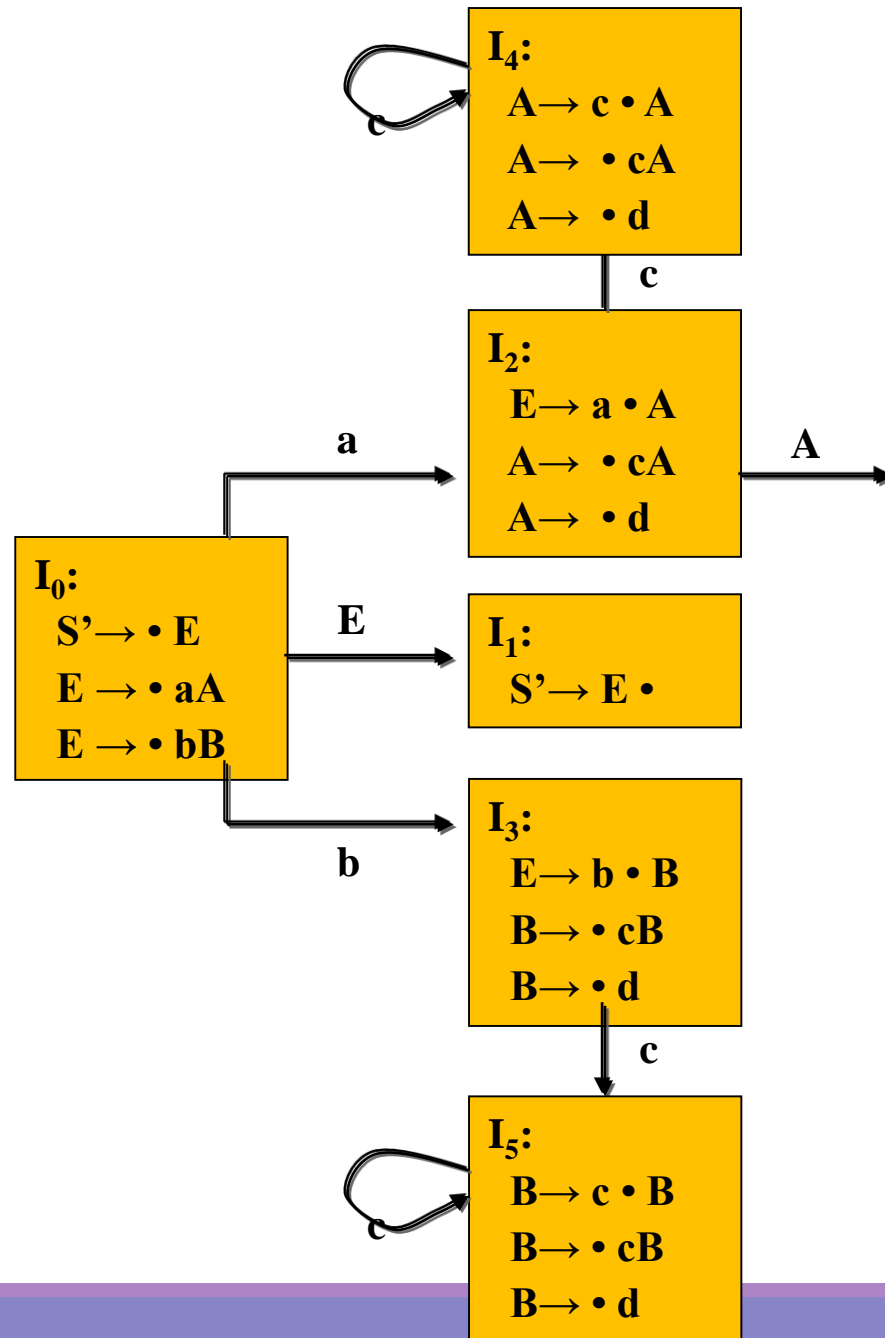 I₄:
A→ c • A
c
A→ • cA
A→ • d
c
I₂:
E→ a • A
a
A
A→ • cA
A→ • d
I₀:
S’→ • E
E → • aA
E → • bB
E
I₁:
S’→ E •
b
I₃:
E→ b • B
B→ • cB
B→ • d
c
I₅:
B→ c • B
c
B→ • cB
B→ • d